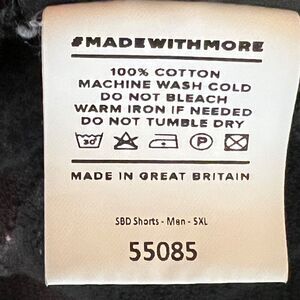 #MADEWITHMORE
100% COTTON
MACHINE WASH COLD
DO NOT BLEACH
WARM IRON IF NEEDED
DO NOT TUMBLE DRY
30° P
MADE IN GREAT BRITAIN
SBD Shorts - Men - 5XL
55085